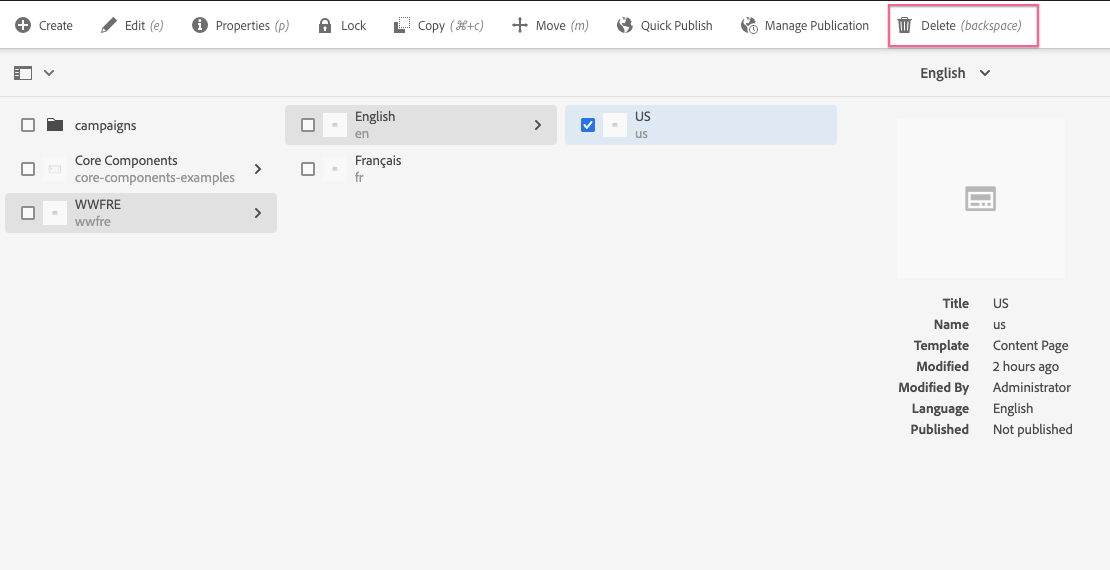 Create Edit (e) Properties (p) Lock Copy (⌘+c) Move (m) Quick Publish Manage Publication Delete (backspace)
English
campaigns
Core Components
core-components-examples
WWFRE
wwfre
English
en
Français
fr
US
us
Title US
Name us
Template Content Page
Modified 2 hours ago
Modified By Administrator
Language English
Published Not published